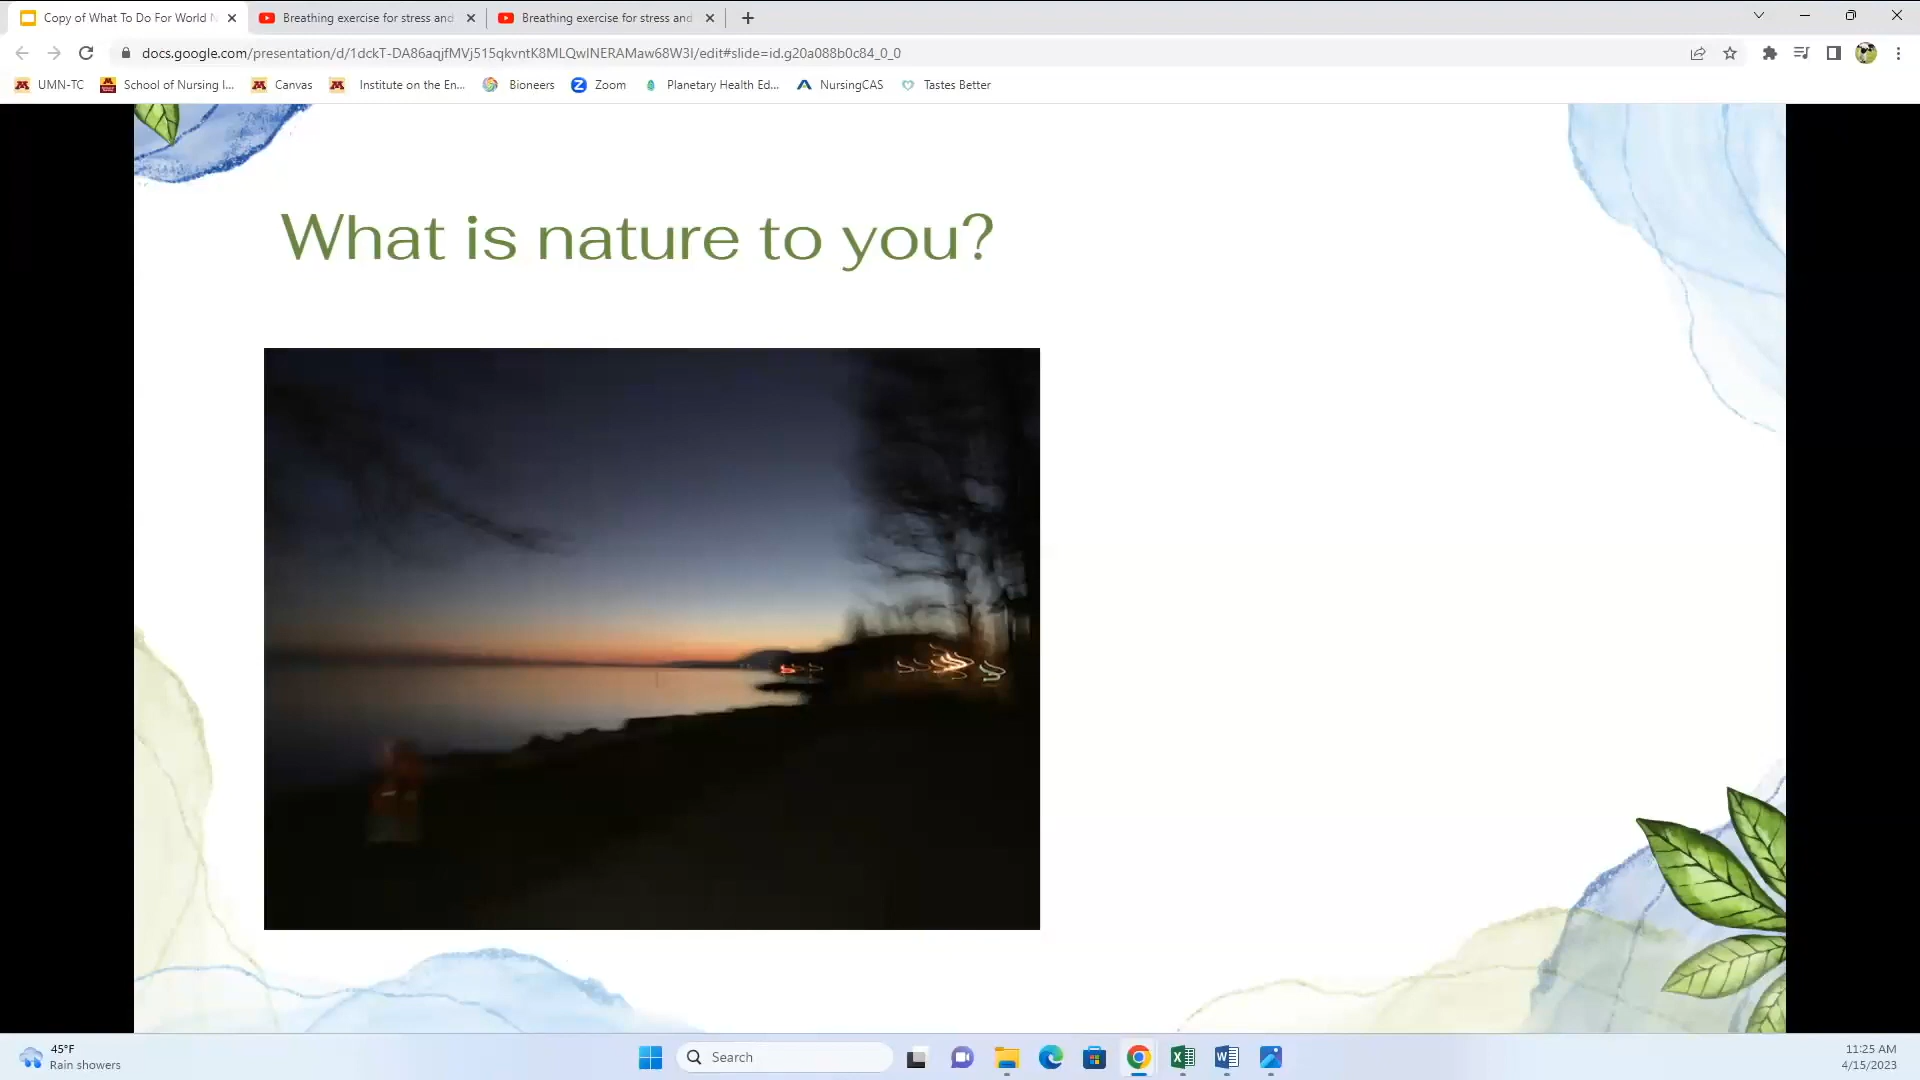 Copy of What To Do For World N
Breathing exercise for stress and
Breathing exercise for stress and
docs.google.com/presentation/d/1dckT-DA86aqjfMVj515qkvntK8MLQwlNERAMaw68W3I/edit#slide=id.g20a088b0c84_0_0
UMN-TC
School of Nursing I...
Canvas
Institute on the En...
Bioneers
Zoom
Planetary Health Ed...
NursingCAS
Tastes Better
What is nature to you?
45°F
Rain showers
Search
11:25 AM
4/15/2023